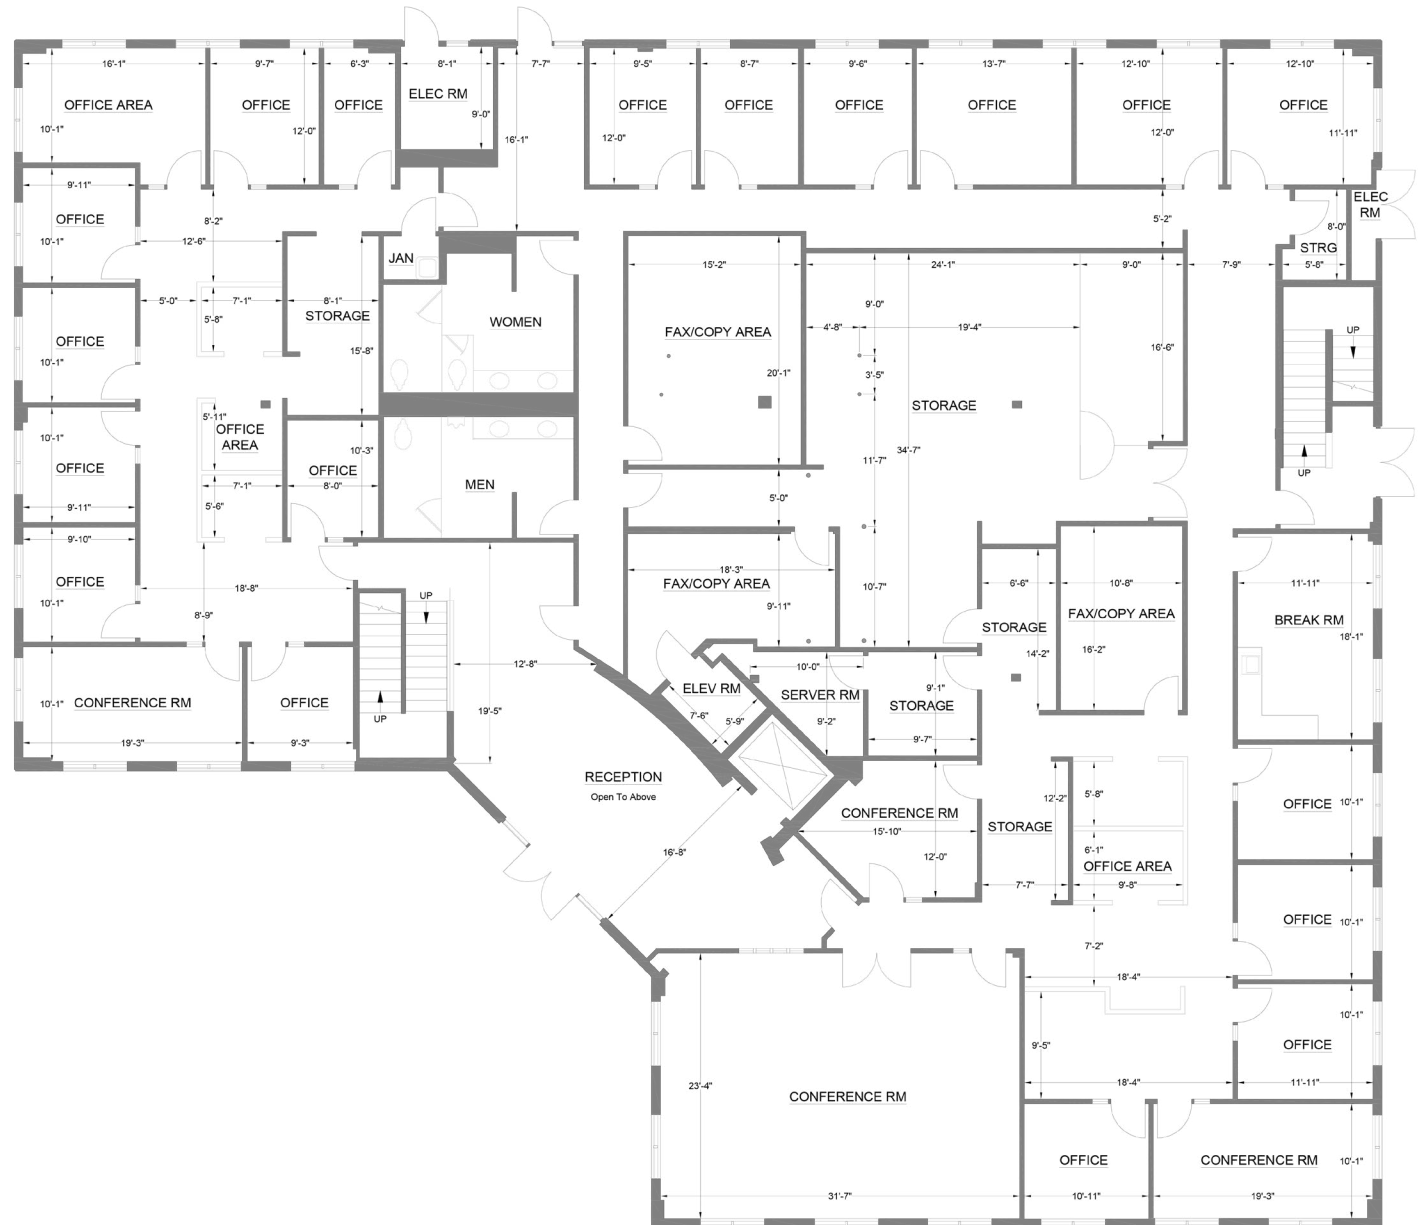 16'-1"
9'-7"
6'-3"
8'-1"
7'-7"
9'-5"
8'-7"
9'-6"
13'-7"
12'-10"
12'-10"
OFFICE AREA
OFFICE
OFFICE
ELEC RM
OFFICE
OFFICE
OFFICE
OFFICE
OFFICE
OFFICE
10'-1"
12'-0"
9'-0"
16'-1"
12'-0"
12'-0"
11'-11"
9'-11"
OFFICE
10'-1"
8'-2"
12'-6"
5'-2"
ELEC
RM
8'-0"
STRG
5'-8"
JAN
15'-2"
24'-1"
9'-0"
7'-9"
5'-0"
7'-1"
5'-8"
8'-1"
STORAGE
15'-8"
WOMEN
FAX/COPY AREA
20'-1"
9'-0"
4'-8"
19'-4"
3'-5"
16'-6"
UP
OFFICE
10'-1"
STORAGE
34'-7"
11'-7"
UP
5'-11"
OFFICE
AREA
7'-1"
5'-6"
10'-1"
OFFICE
9'-11"
10'-3"
OFFICE
8'-0"
MEN
5'-0"
9'-10"
OFFICE
10'-1"
18'-8"
8'-9"
UP
UP
18'-3"
FAX/COPY AREA
9'-11"
10'-7"
6'-6"
STORAGE
14'-2"
10'-8"
FAX/COPY AREA
16'-2"
11'-11"
BREAK RM
18'-1"
10'-1"
CONFERENCE RM
19'-3"
OFFICE
9'-3"
12'-8"
19'-5"
ELEV RM
7'-6"
5'-9"
10'-0"
SERVER RM
9'-2"
9'-1"
STORAGE
9'-7"
RECEPTION
Open To Above
16'-8"
CONFERENCE RM
15'-10"
12'-0"
12'-2"
STORAGE
7'-7"
5'-8"
6'-1"
OFFICE AREA
9'-8"
7'-2"
OFFICE
10'-1"
OFFICE
10'-1"
18'-4"
9'-5"
18'-4"
10'-1"
OFFICE
11'-11"
23'-4"
CONFERENCE RM
31'-7"
OFFICE
10'-11"
CONFERENCE RM
10'-1"
19'-3"